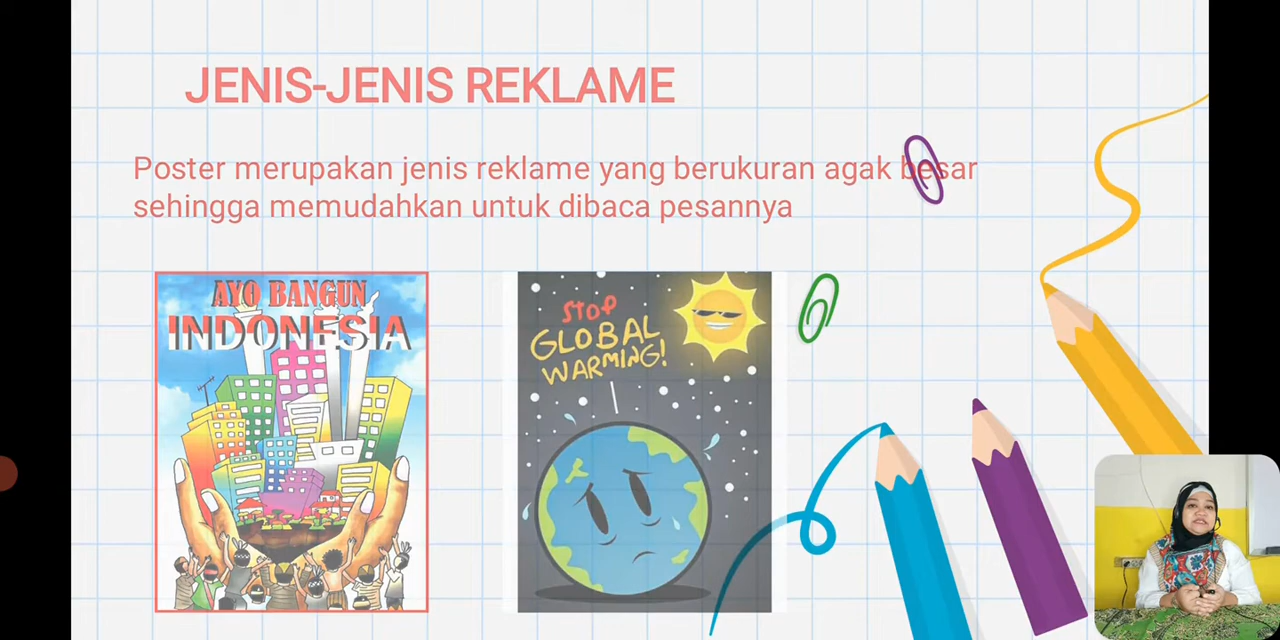 JENIS-JENIS REKLAME
Poster merupakan jenis reklame yang berukuran agak besar
sehingga memudahkan untuk dibaca pesannya
AYO BANGUN
INDONESIA
STOP
GLOBAL
WARMING!